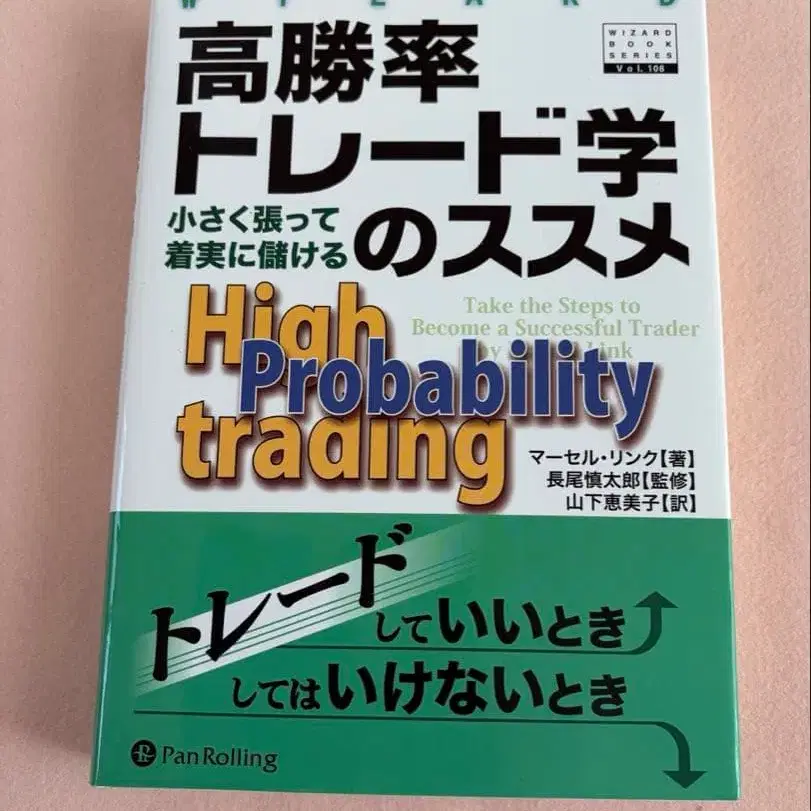 WIZARD
WIZARD
BOOK
SERIES
Vol. 108
高勝率
トレード学
のススメ
小さく張って
着実に儲ける
Take the Steps to
Become a Successful Trader
by Link
High
Probability
trading
マーセル・リンク【著】
長尾慎太郎【監修】
山下恵美子【訳】
トレードしていいとき
してはいけないとき
PanRolling